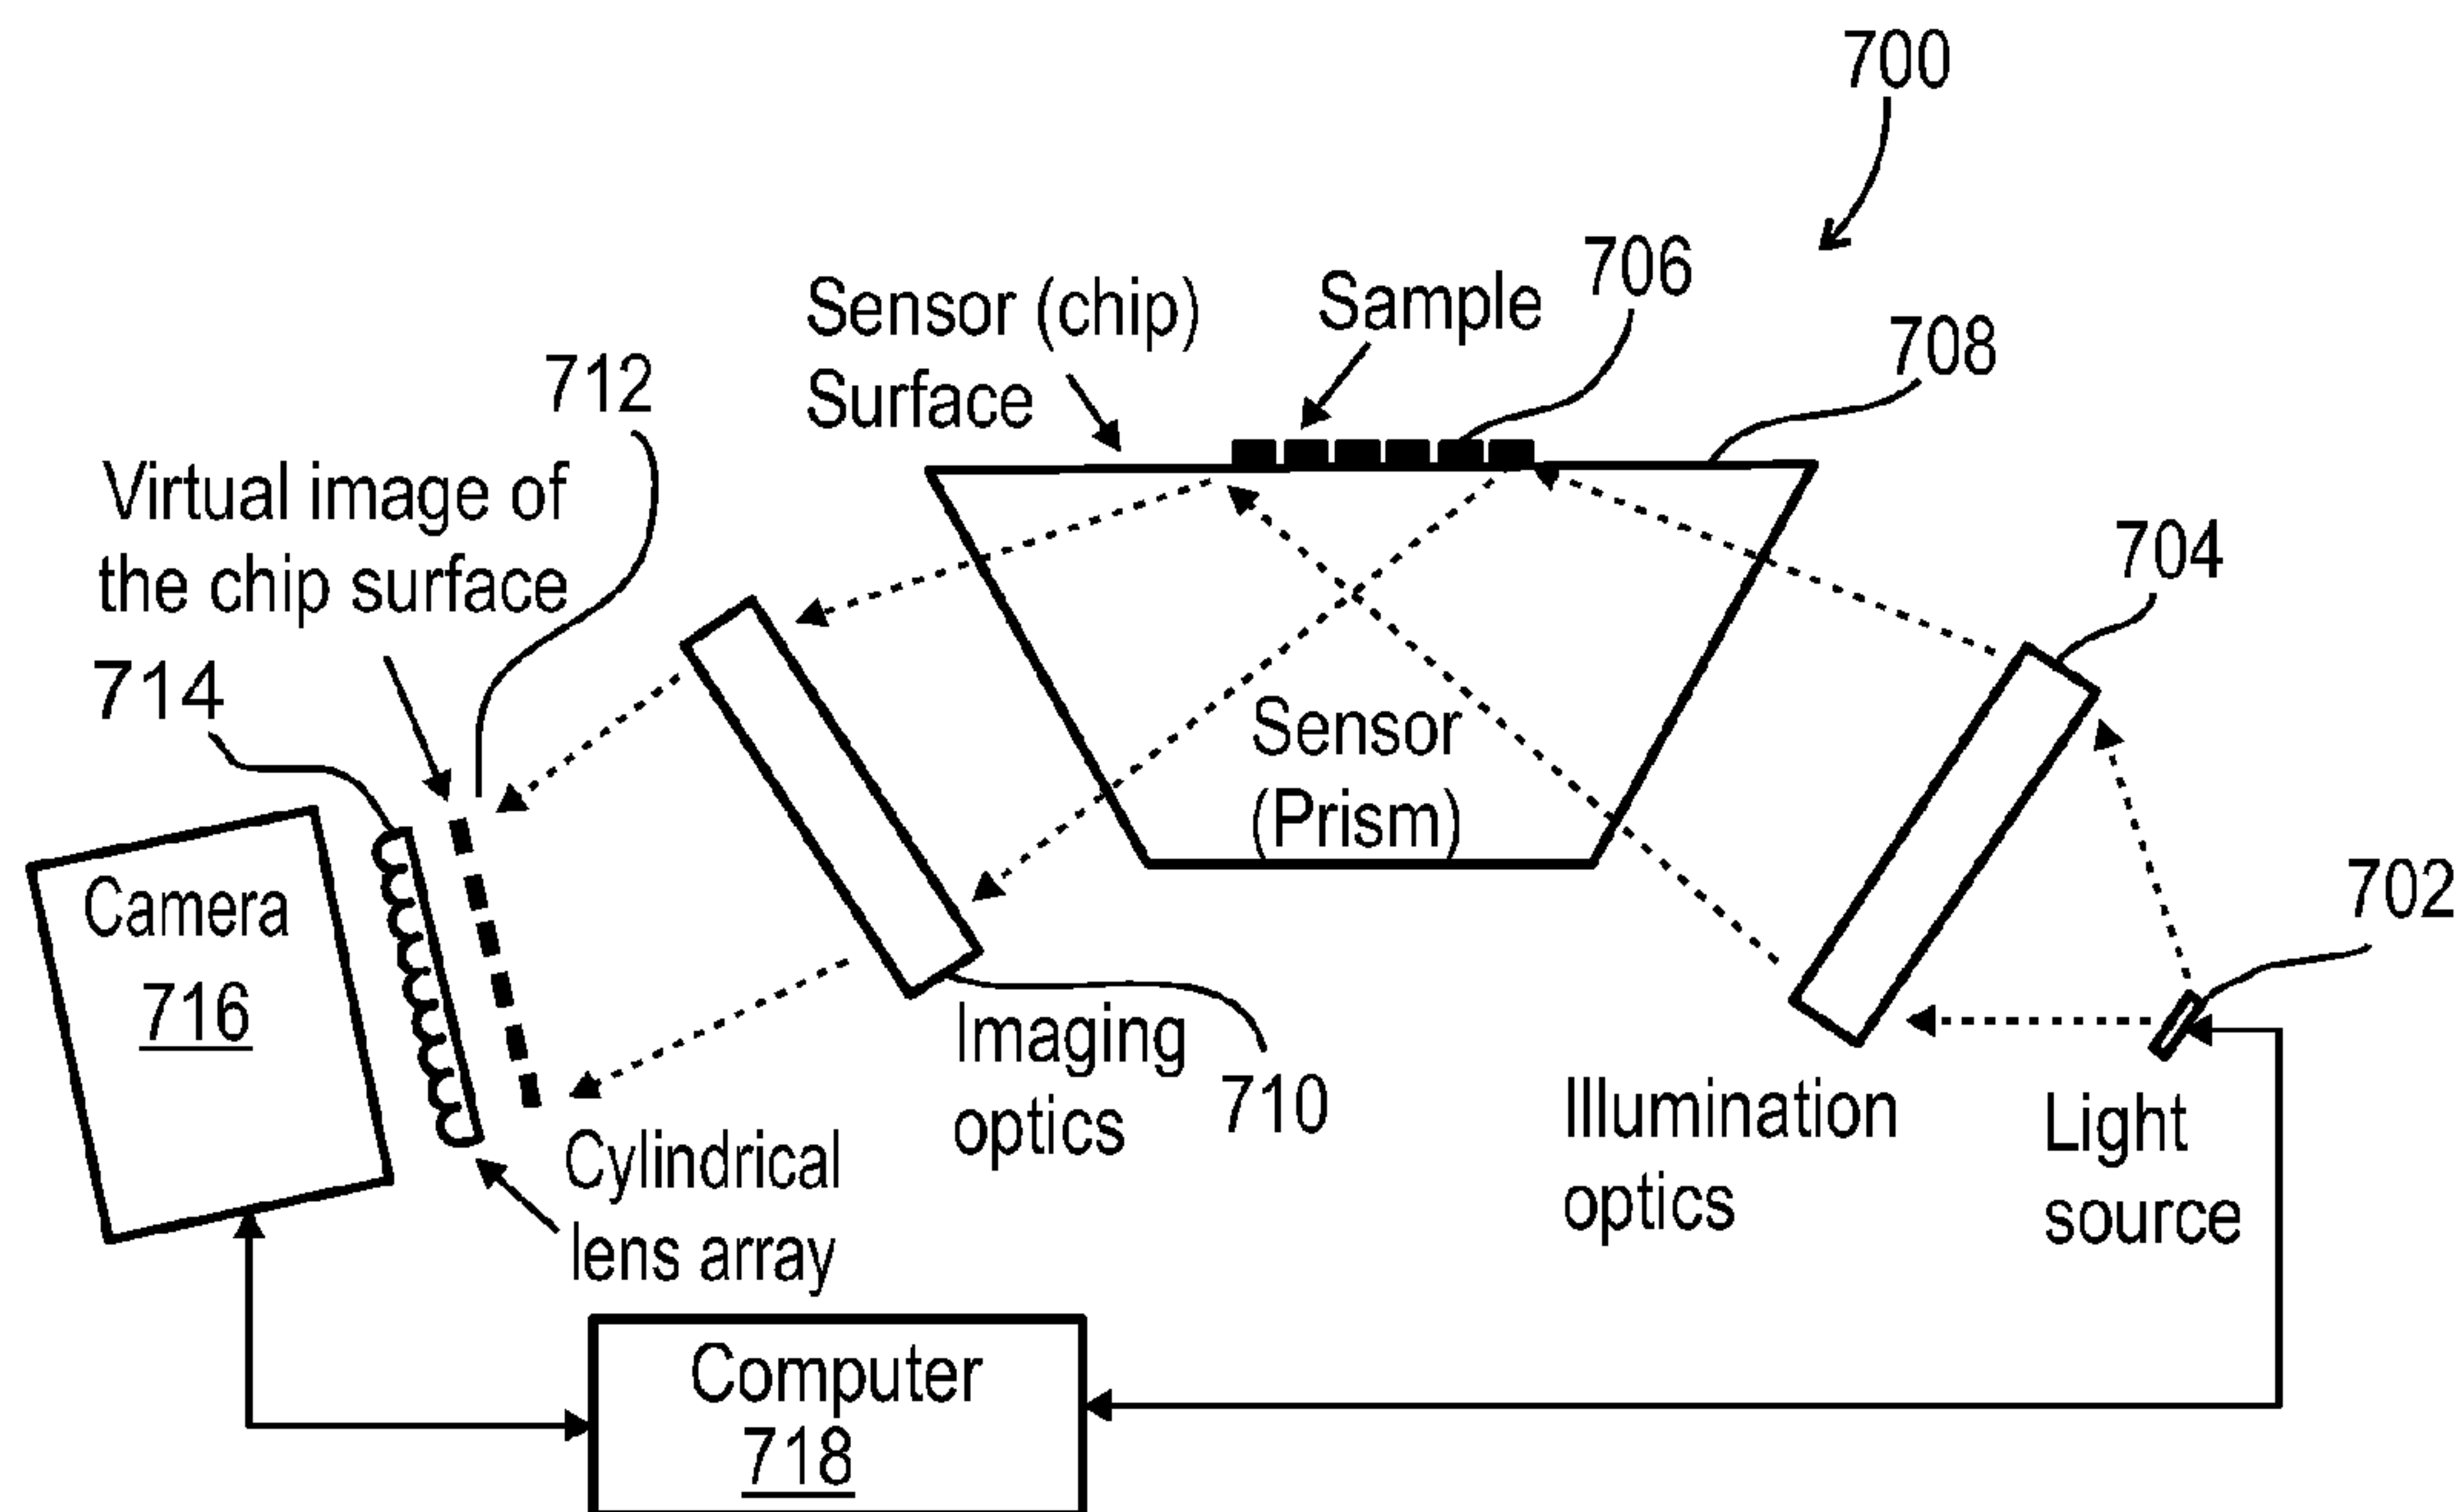 700
706
Sensor (chip)
Surface
Sample
708
712
Virtual image of
the chip surface
704
714
Sensor
(Prism)
702
Camera
716
Imaging
optics
710
Illumination
optics
Light
source
Cylindrical
lens array
Computer
718